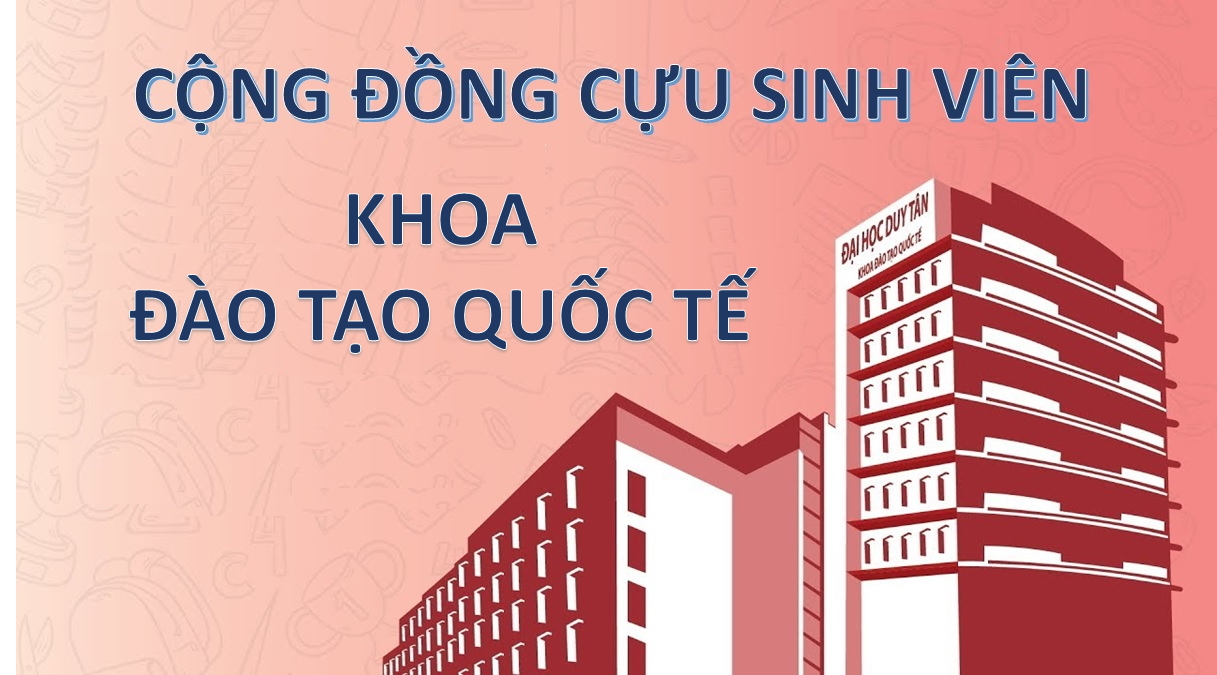 CỘNG ĐỒNG CỰU SINH VIÊN
KHOA
ĐÀO TẠO QUỐC TẾ
ĐẠI HỌC DUY TÂN
KHOA ĐÀO TẠO QUỐC TẾ